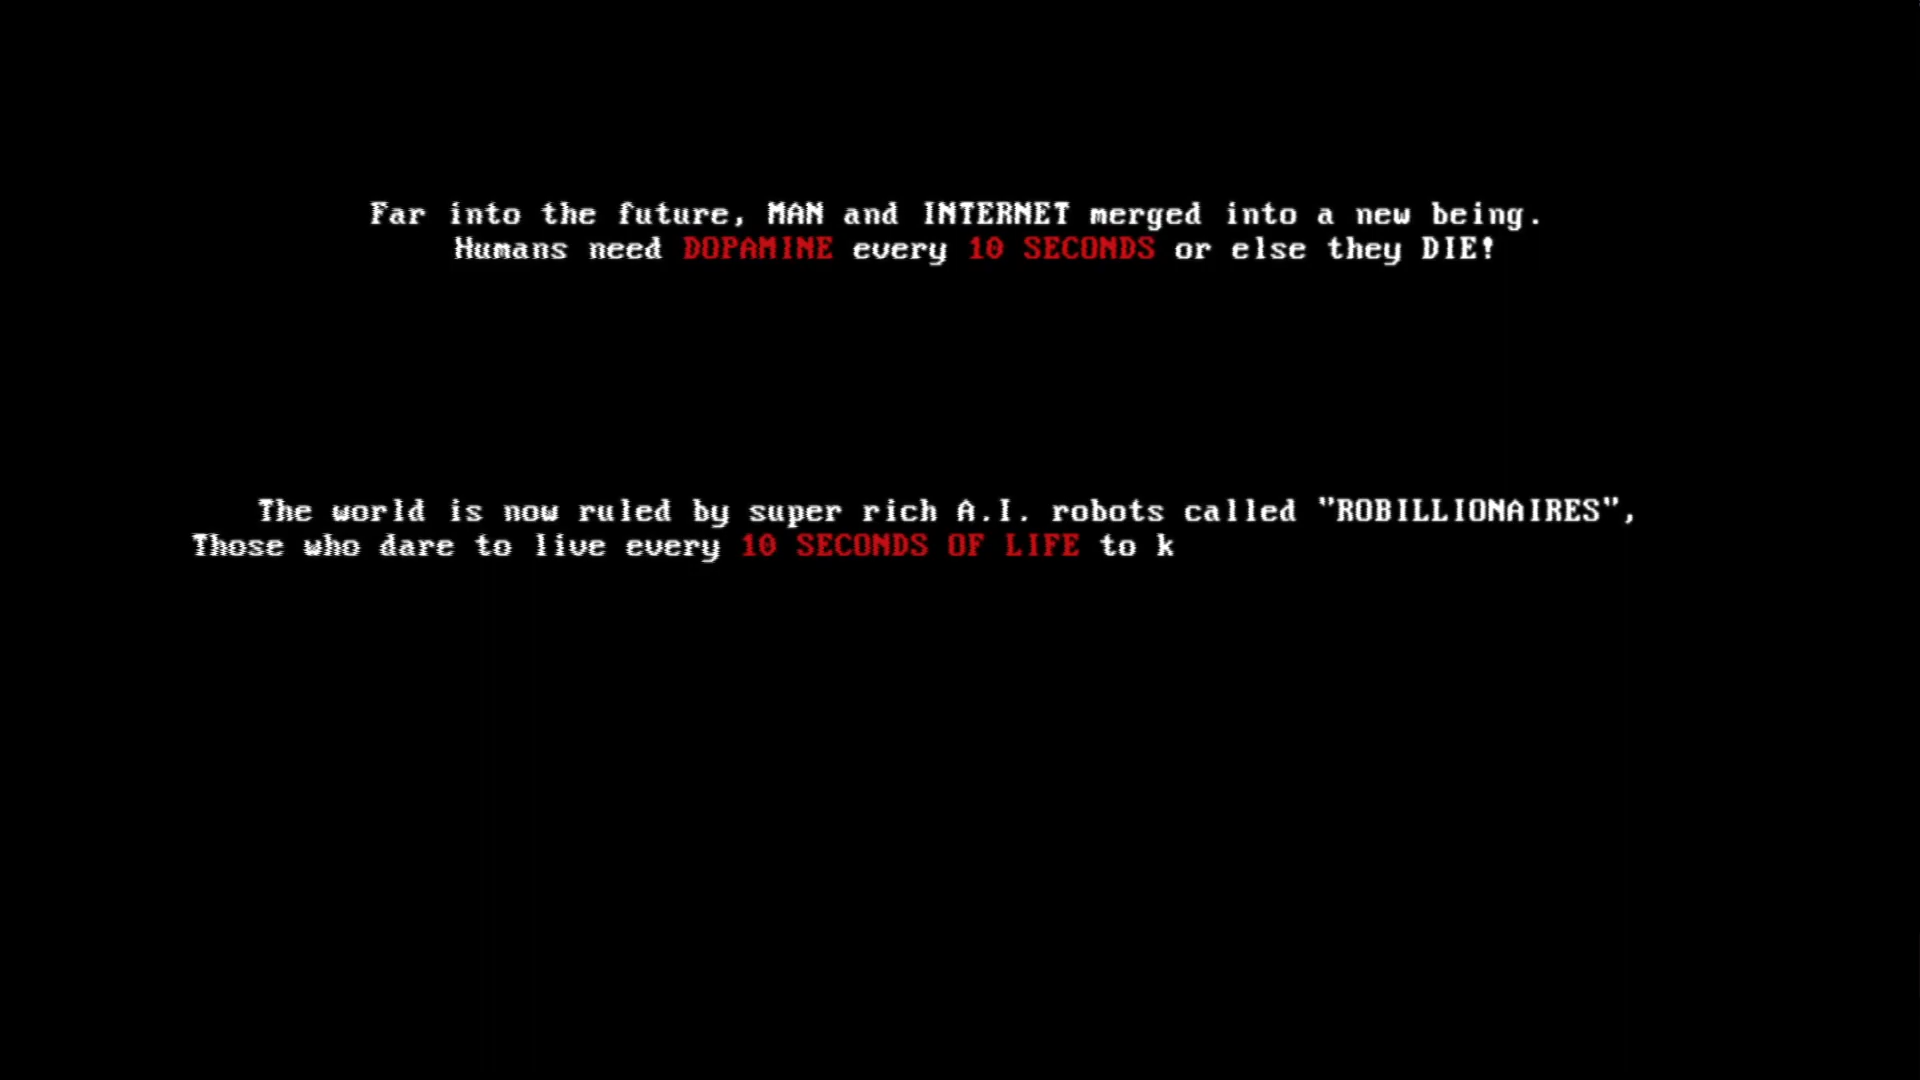 Far into the future, MAN and INTERNET merged into a new being.
Humans need DOPAMINE every 10 SECONDS or else they DIE!
The world is now ruled by super rich A.I. robots called "ROBILLIONAIRES",
Those who dare to live every 10 SECONDS OF LIFE to k